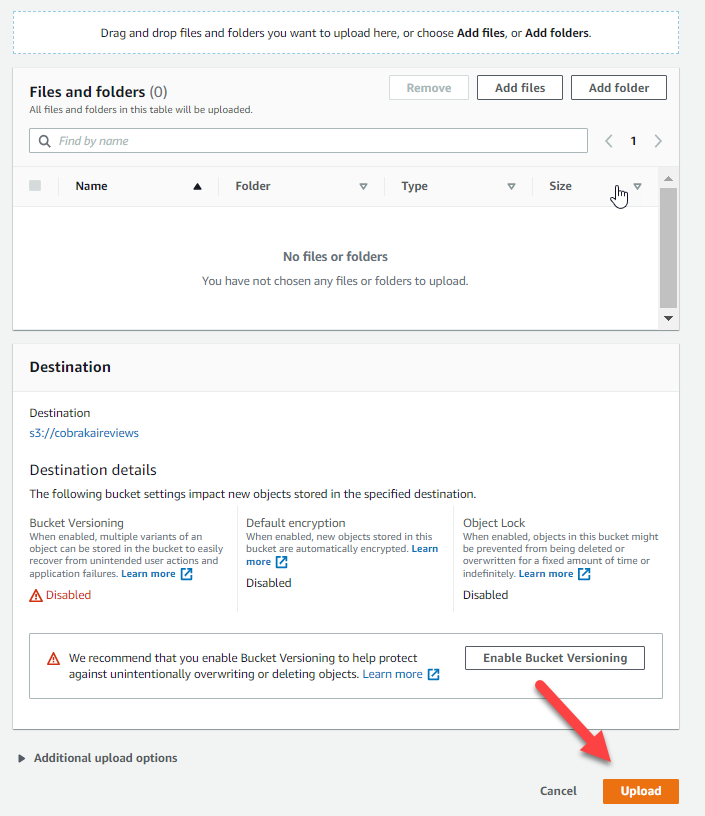 Drag and drop files and folders you want to upload here, or choose Add files, or Add folders.
Files and folders (0)
Remove
Add files
Add folder
All files and folders in this table will be uploaded.
Find by name
1
Name
Folder
Type
Size
No files or folders
You have not chosen any files or folders to upload.
Destination
Destination
s3://cobrakaireviews
Destination details
The following bucket settings impact new objects stored in the specified destination.
Bucket Versioning
When enabled, multiple variants of an
object can be stored in the bucket to easily
recover from unintended user actions and
application failures. Learn more
Disabled
Default encryption
When enabled, new objects stored in this
bucket are automatically encrypted. Learn
more
Disabled
Object Lock
When enabled, objects in this bucket might
be prevented from being deleted or
overwritten for a fixed amount of time or
indefinitely. Learn more
Disabled
We recommend that you enable Bucket Versioning to help protect
against unintentionally overwriting or deleting objects. Learn more
Enable Bucket Versioning
Additional upload options
Cancel
Upload